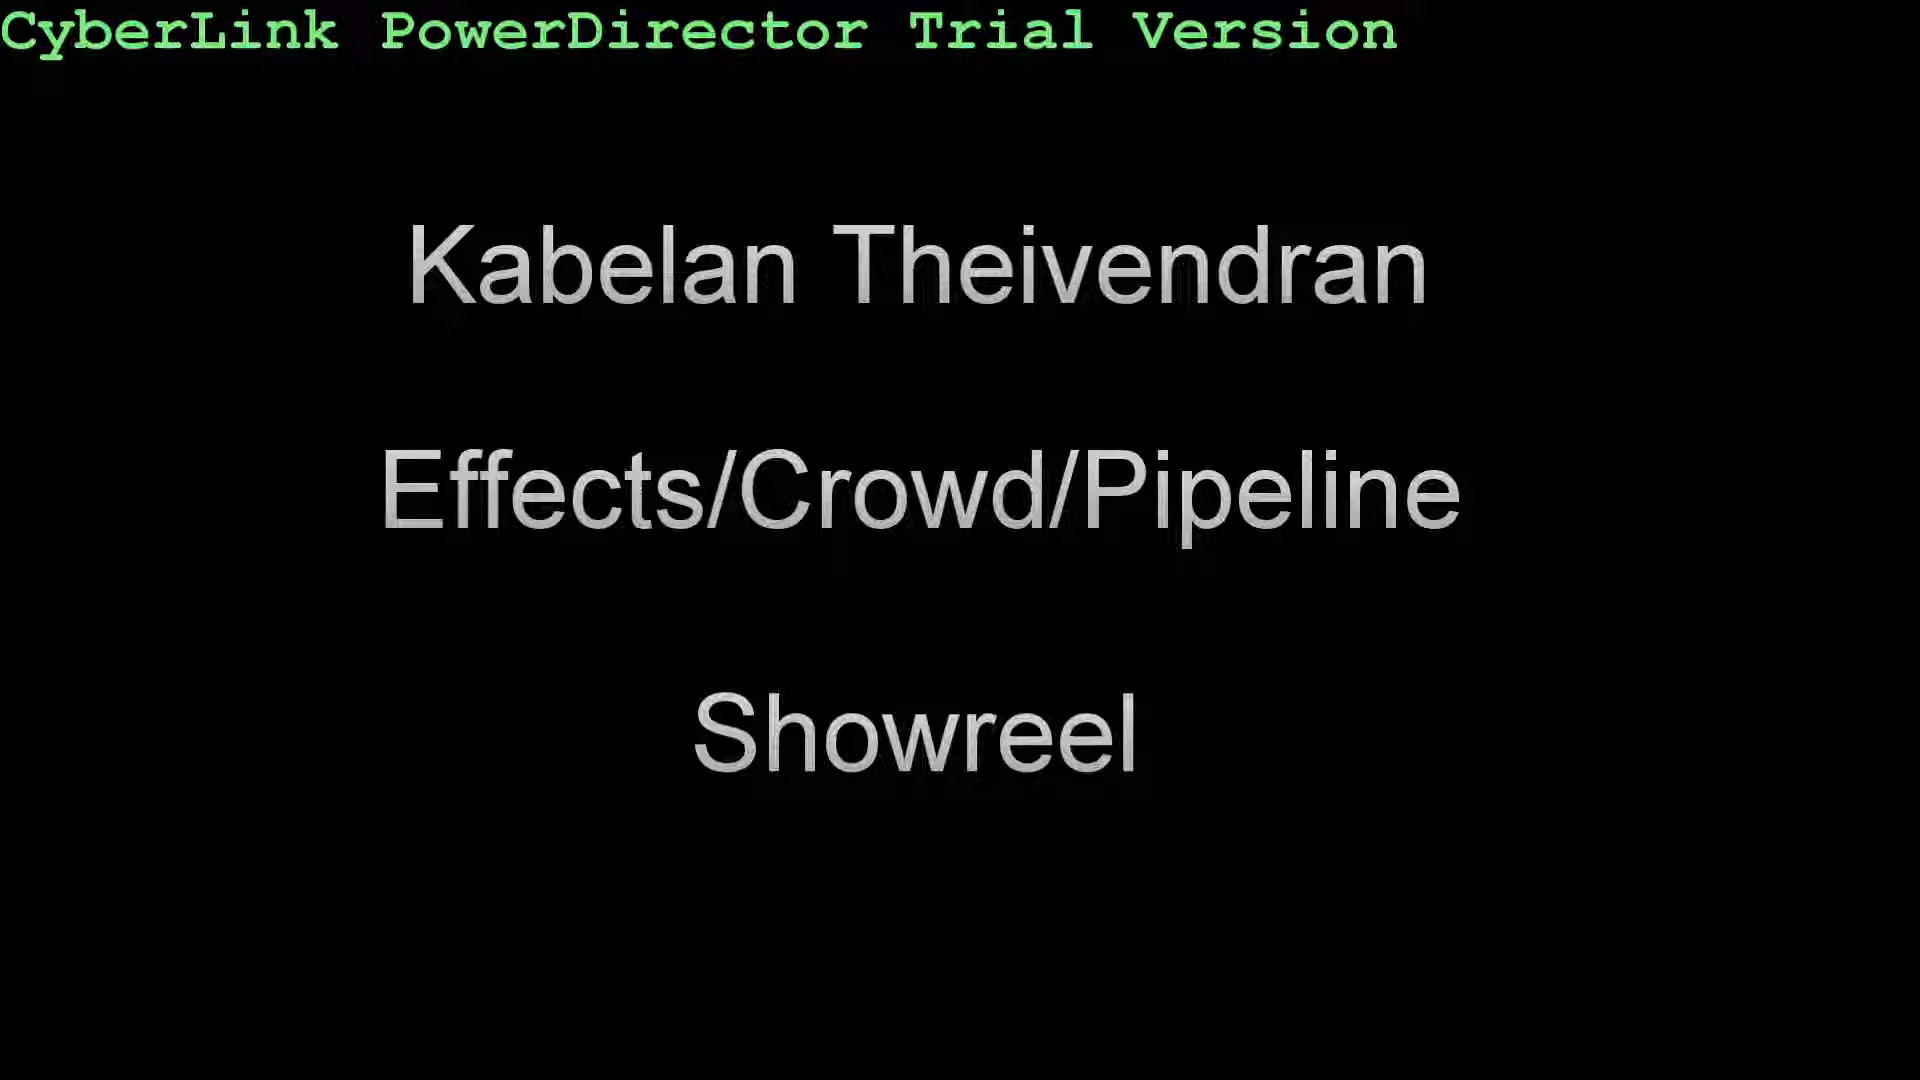 CyberLink PowerDirector Trial Version
Kabelan Theivendran
Effects/Crowd/Pipeline
Showreel